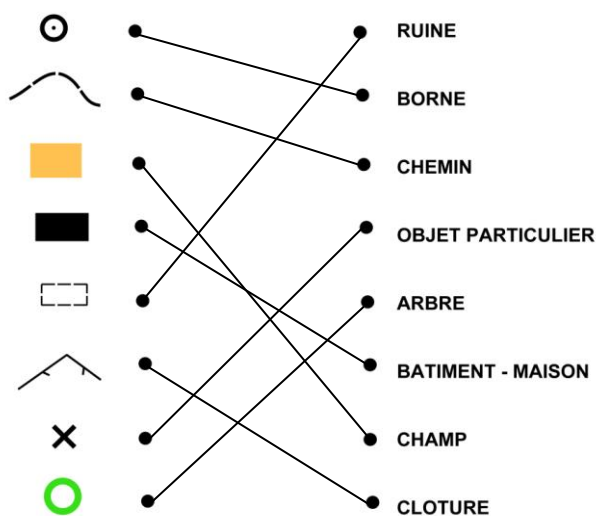 RUINE
BORNE
CHEMIN
OBJET PARTICULIER
ARBRE
BATIMENT - MAISON
CHAMP
CLOTURE